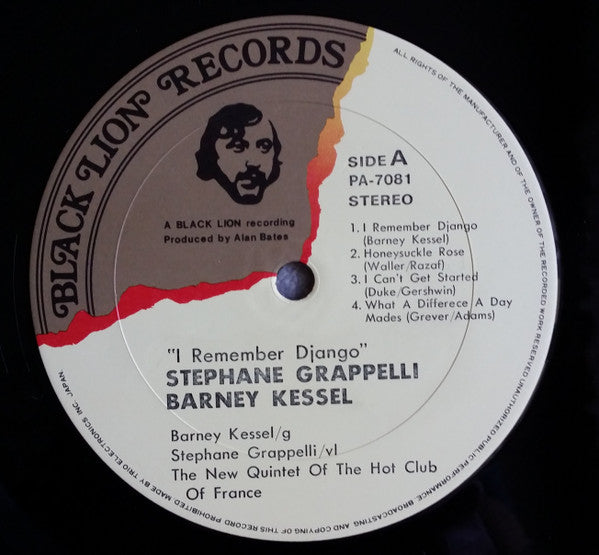 BLACK LION RECORDS
A BLACK LION recording
Produced by Alan Bates
SIDE A
PA-7081
STEREO
1. I Remember Django
(Barney Kessel)
2. Honeysuckle Rose
(Waller/Razaf)
3. I Can't Get Started
(Duke/Gershwin)
4. What A Differece A Day
Mades (Grever/Adams)
"I Remember Django"
STEPHANE GRAPPELLI
BARNEY KESSEL
Barney Kessel/g
Stephane Grappelli/vl
The New Quintet Of The Hot Club
Of France
ALL RIGHTS OF THE MANUFACTURER AND OF THE OWNER OF THE RECORDED WORK RESERVED UNAUTHORIZED PUBLIC PERFORMANCE, BROADCASTING AND COPYING OF THIS RECORD PROHIBITED MADE BY TRIO ELECTRONICS INC. JAPAN